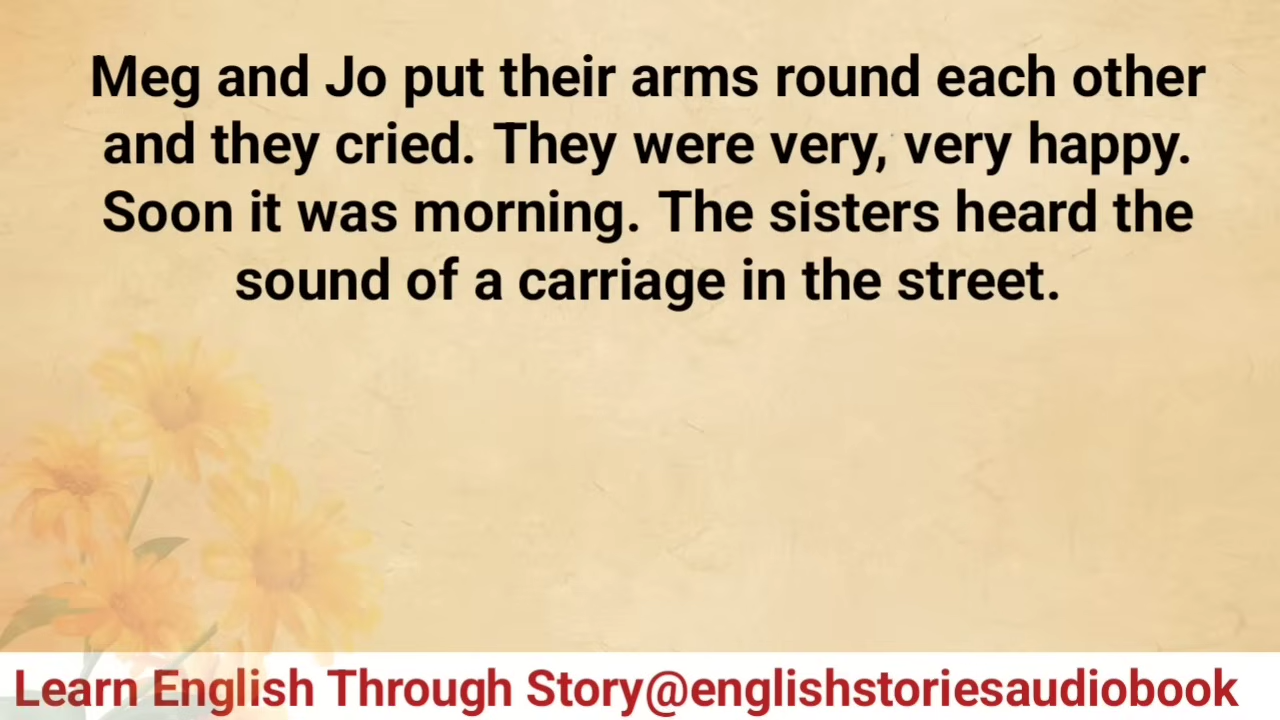 Meg and Jo put their arms round each other
and they cried. They were very, very happy.
Soon it was morning. The sisters heard the
sound of a carriage in the street.
Learn English Through Story@englishstoriesaudiobook